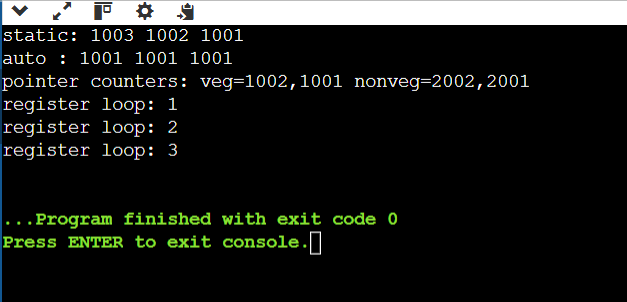 static: 1003 1002 1001
auto : 1001 1001 1001
pointer counters: veg=1002,1001 nonveg=2002,2001
register loop: 1
register loop: 2
register loop: 3
...Program finished with exit code 0
Press ENTER to exit console.